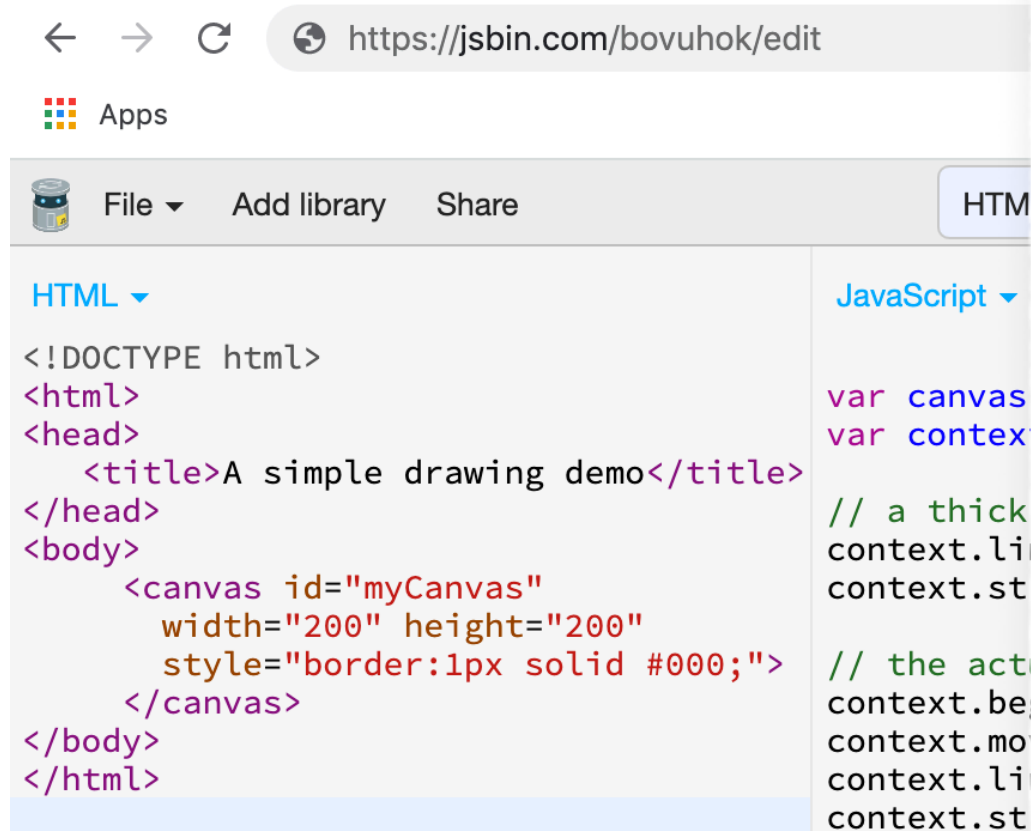 https://jsbin.com/bovuhok/edit
Apps
File Add library Share HTM
HTML
<!DOCTYPE html>
<html>
<head>
<title>A simple drawing demo</title>
</head>
<body>
<canvas id="myCanvas"
width="200" height="200"
style="border:1px solid #000;">
</canvas>
</body>
</html>
JavaScript
var canvas
var contex
// a thick
context.li
context.st
// the act
context.be
context.mo
context.li
context.st